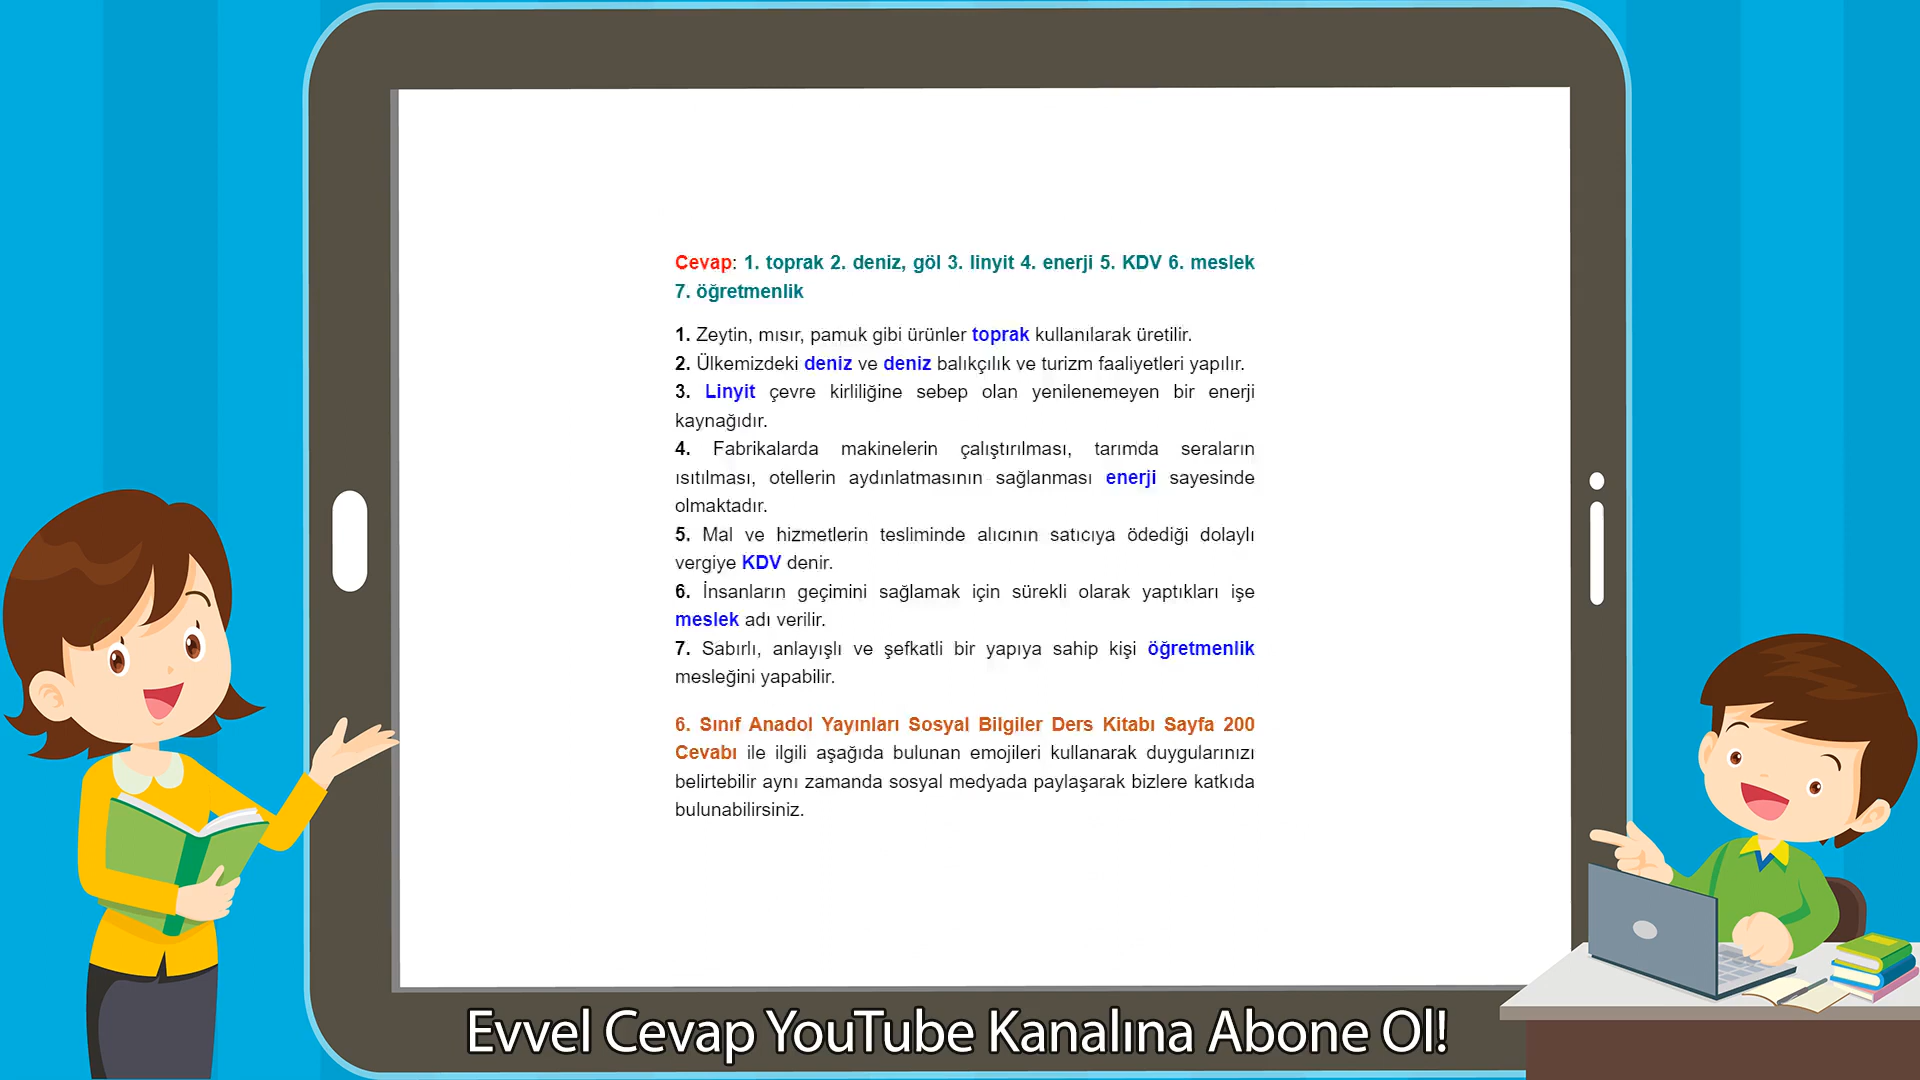 Cevap: 1. toprak 2. deniz, göl 3. linyit 4. enerji 5. KDV 6. meslek
7. öğretmenlik
1. Zeytin, mısır, pamuk gibi ürünler toprak kullanılarak üretilir.
2. Ülkemizdeki deniz ve deniz balıkçılık ve turizm faaliyetleri yapılır.
3. Linyit çevre kirliliğine sebep olan yenilenemeyen bir enerji
kaynağıdır.
4. Fabrikalarda makinelerin çalıştırılması, tarımda seraların
ısıtılması, otellerin aydınlatmasının sağlanması enerji sayesinde
olmaktadır.
5. Mal ve hizmetlerin tesliminde alıcının satıcıya ödediği dolaylı
vergiye KDV denir.
6. İnsanların geçimini sağlamak için sürekli olarak yaptıkları işe
meslek adı verilir.
7. Sabırlı, anlayışlı ve şefkatli bir yapıya sahip kişi öğretmenlik
mesleğini yapabilir.
6. Sınıf Anadol Yayınları Sosyal Bilgiler Ders Kitabı Sayfa 200
Cevabı ile ilgili aşağıda bulunan emojileri kullanarak duygularınızı
belirtebilir aynı zamanda sosyal medyada paylaşarak bizlere katkıda
bulunabilirsiniz.
Evvel Cevap YouTube Kanalına Abone Ol!